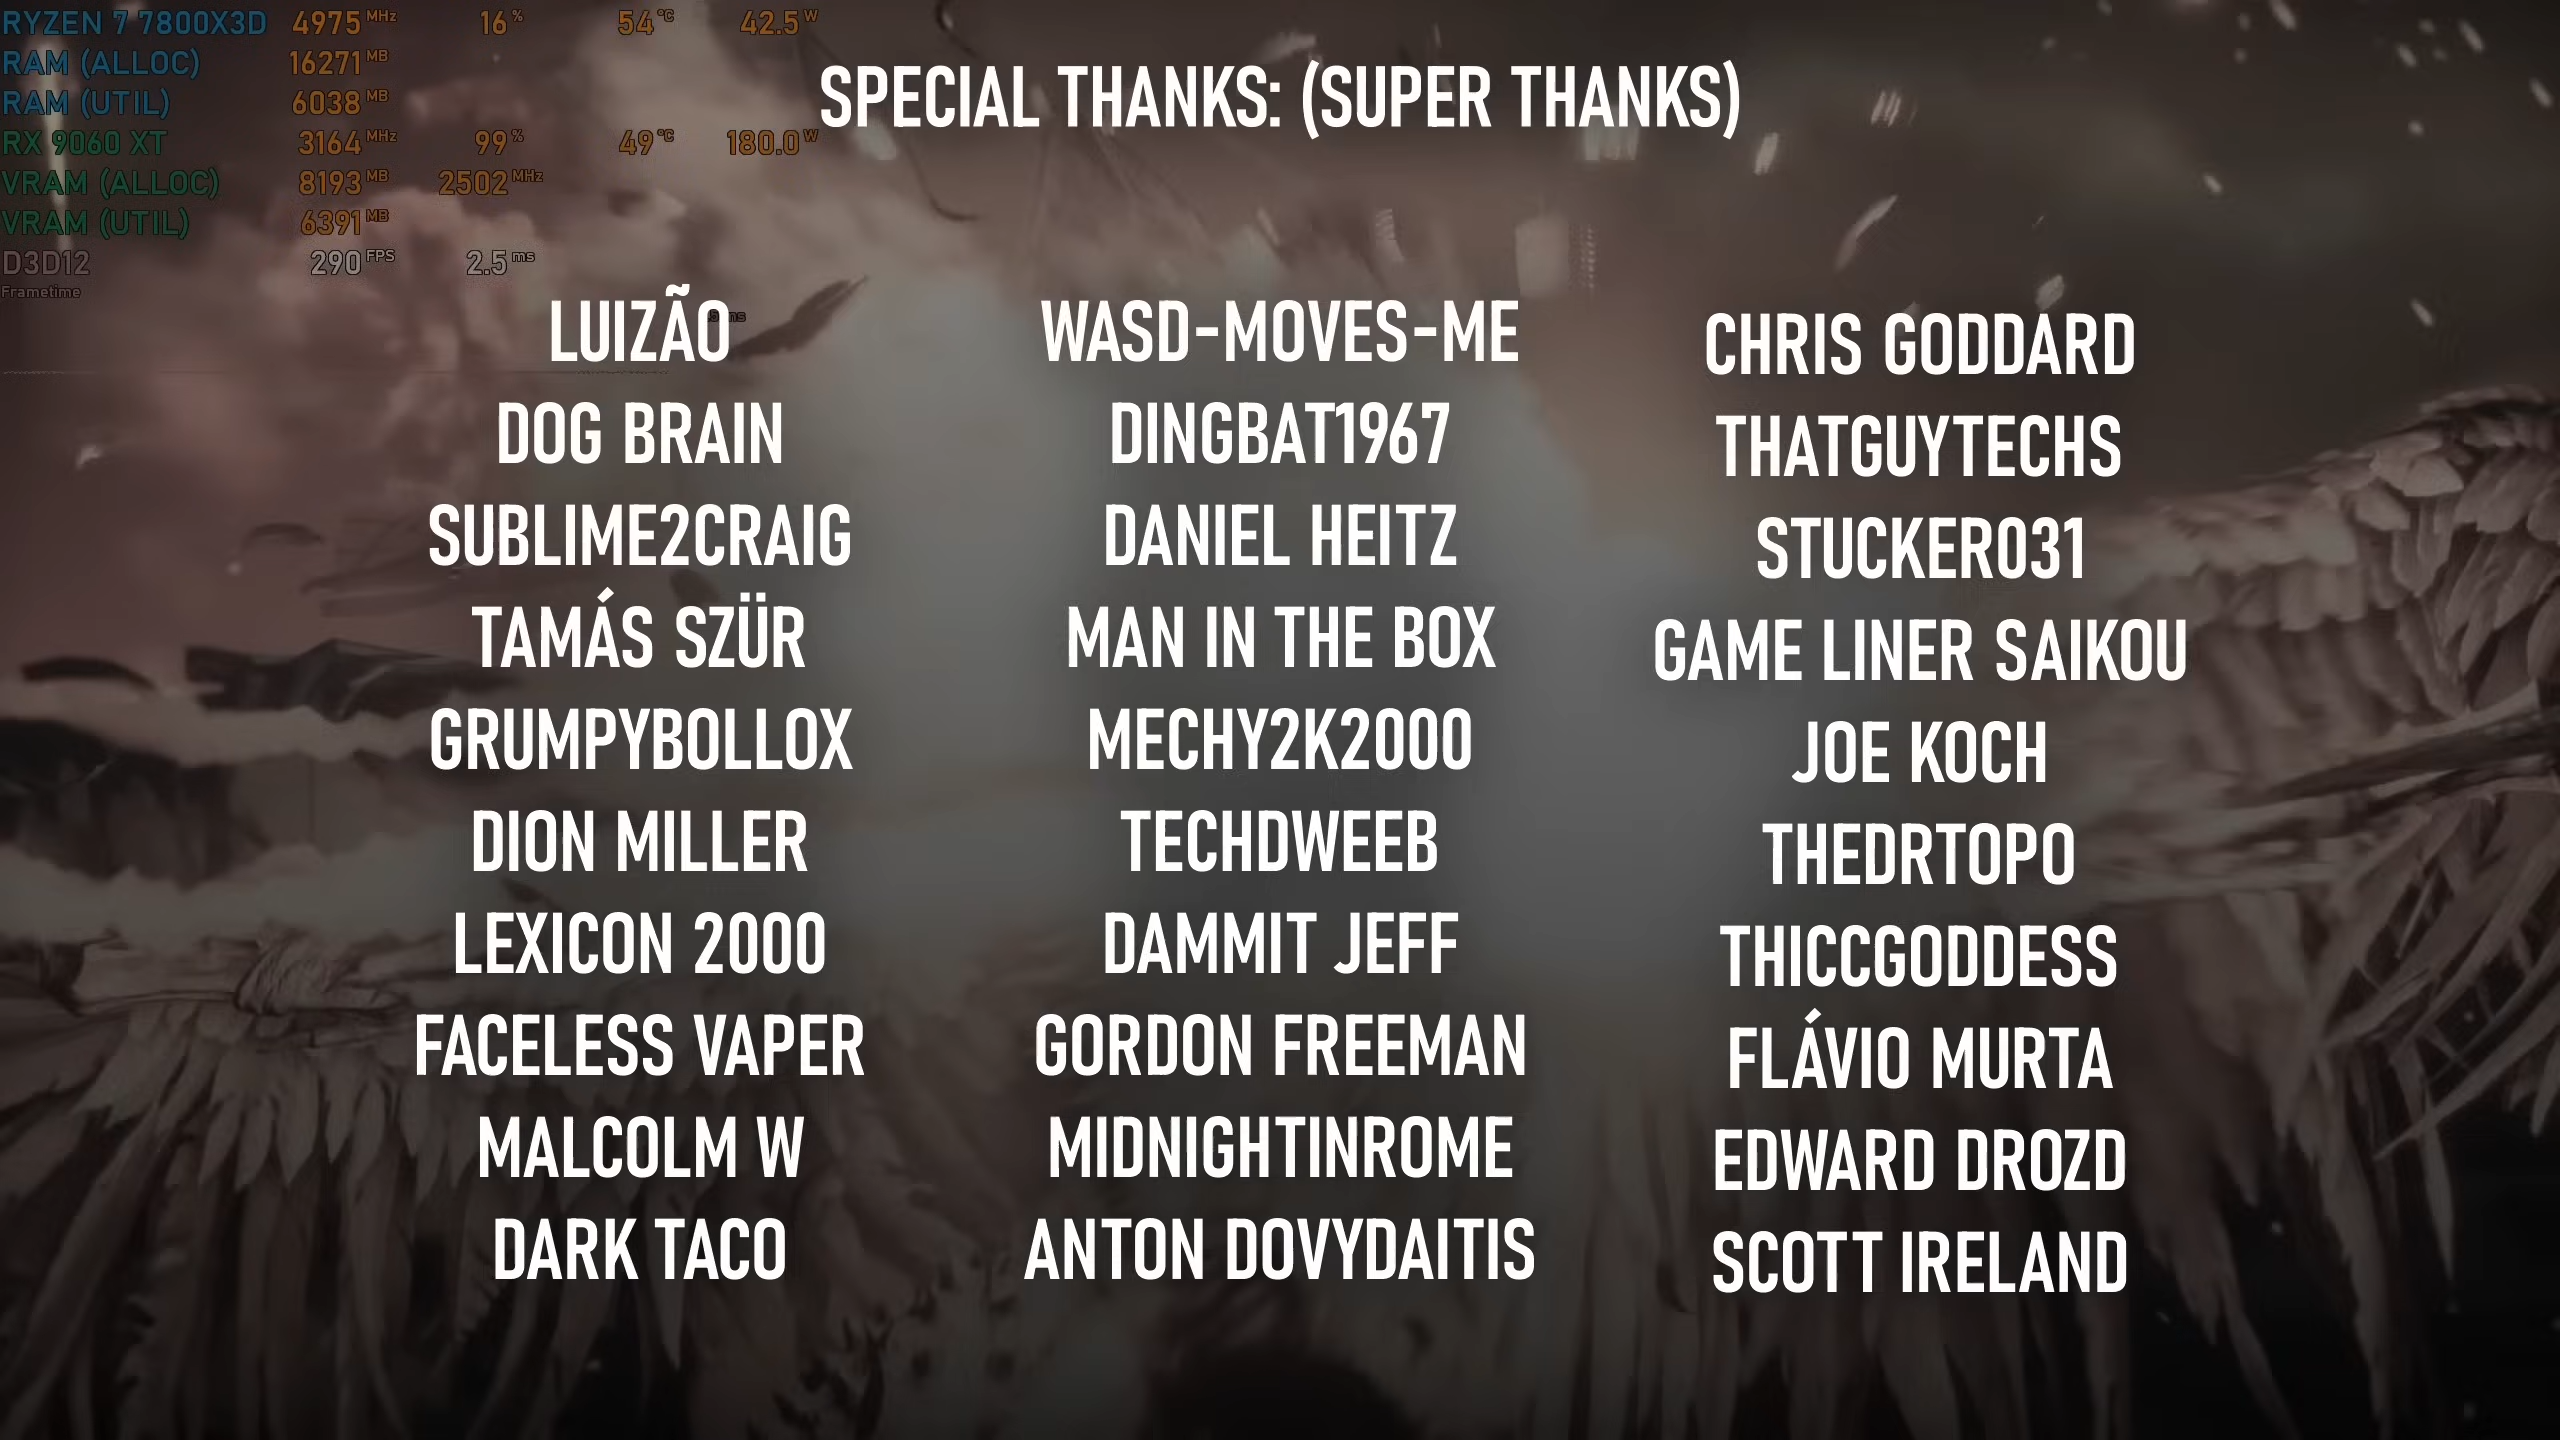 RYZEN 7 7800X3D 4975 MHz 16 % 54 °C 42.5 W
RAM (ALLOC) 16271 MB
RAM (UTIL) 6038 MB
RX 9060 XT 3164 MHz 99 % 49 °C 180.0 W
VRAM (ALLOC) 8193 MB 2502 MHz
VRAM (UTIL) 6391 MB
D3D12 290 FPS 2.5 ms
Frametime
SPECIAL THANKS: (SUPER THANKS)
LUIZÃO
DOG BRAIN
SUBLIME2CRAIG
TAMÁS SZÜR
GRUMPYBOLLOX
DION MILLER
LEXICON 2000
FACELESS VAPER
MALCOLM W
DARK TACO
WASD-MOVES-ME
DINGBAT1967
DANIEL HEITZ
MAN IN THE BOX
MECHY2K2000
TECHDWEEB
DAMMIT JEFF
GORDON FREEMAN
MIDNIGHTINROME
ANTON DOVYDAITIS
CHRIS GODDARD
THATGUYTECHS
STUCKER031
GAME LINER SAIKOU
JOE KOCH
THEDRTOPO
THICCGODDESS
FLÁVIO MURTA
EDWARD DROZD
SCOTT IRELAND